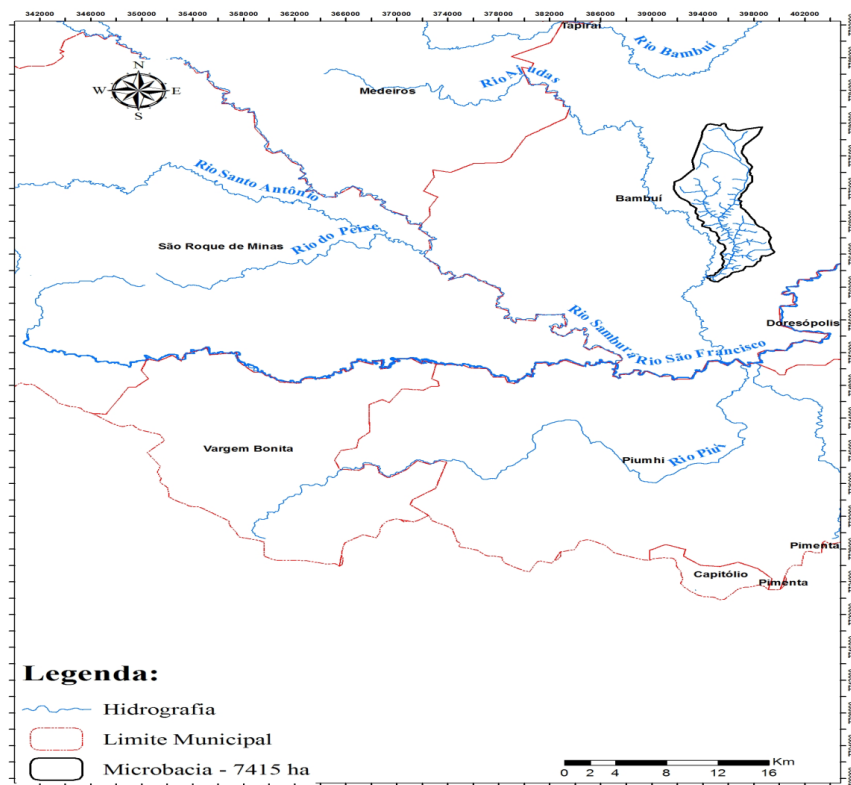 342000 346000 350000 354000 358000 362000 366000 370000 374000 378000 382000 386000 390000 394000 398000 402000
Tapiraí
Rio Bambuí
N
W E
S
Medeiros
Rio Ajudas
Rio Santo Antônio
Bambuí
São Roque de Minas
Rio do Peixe
Rio Samburá
Doresópolis
Rio São Francisco
Vargem Bonita
Piumhi
Rio Piuí
Pimenta
Capitólio
Pimenta
Legenda:
Hidrografia
Limite Municipal
Microbacia - 7415 ha
Km
0 2 4 8 12 16